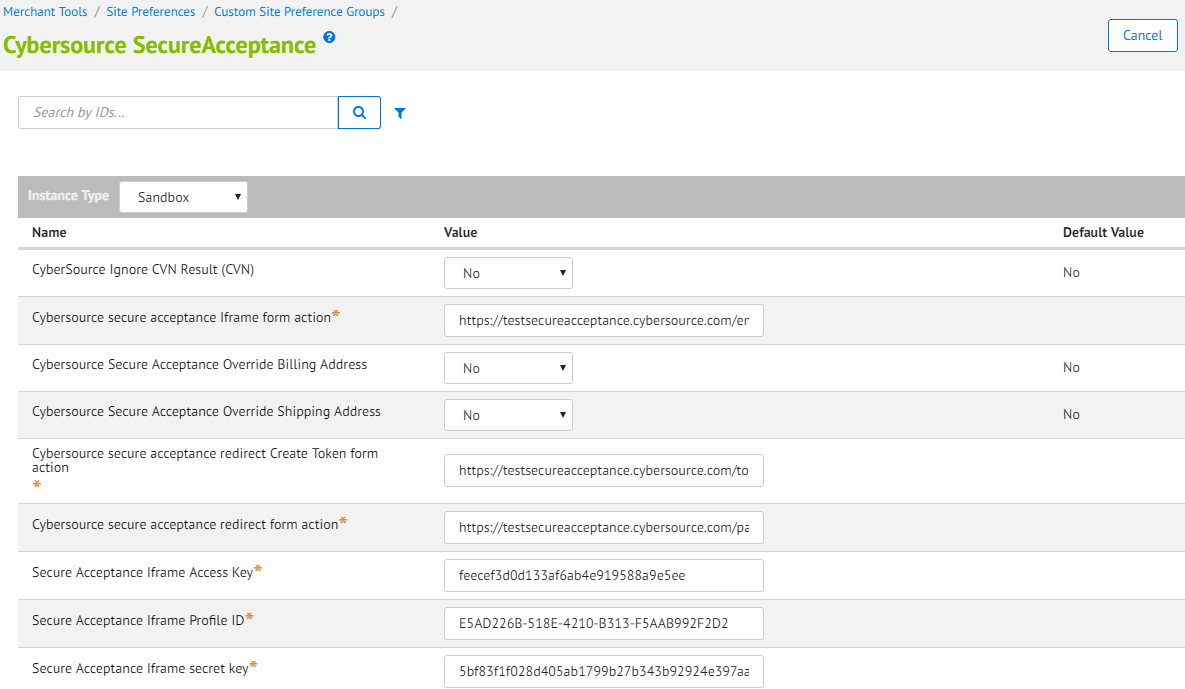 Merchant Tools / Site Preferences / Custom Site Preference Groups /
Cybersource SecureAcceptance ?
Cancel
Search by IDs...
Instance Type Sandbox
Name Value Default Value
CyberSource Ignore CVN Result (CVN) No No
Cybersource secure acceptance Iframe form action* https://testsecureacceptance.cybersource.com/en
Cybersource Secure Acceptance Override Billing Address No No
Cybersource Secure Acceptance Override Shipping Address No No
Cybersource secure acceptance redirect Create Token form
action
* https://testsecureacceptance.cybersource.com/to
Cybersource secure acceptance redirect form action* https://testsecureacceptance.cybersource.com/pa
Secure Acceptance Iframe Access Key* feecef3d0d133af6ab4e919588a9e5ee
Secure Acceptance Iframe Profile ID* E5AD226B-518E-4210-B313-F5AAB992F2D2
Secure Acceptance Iframe secret key* 5bf83f1f028d405ab1799b27b343b92924e397aa